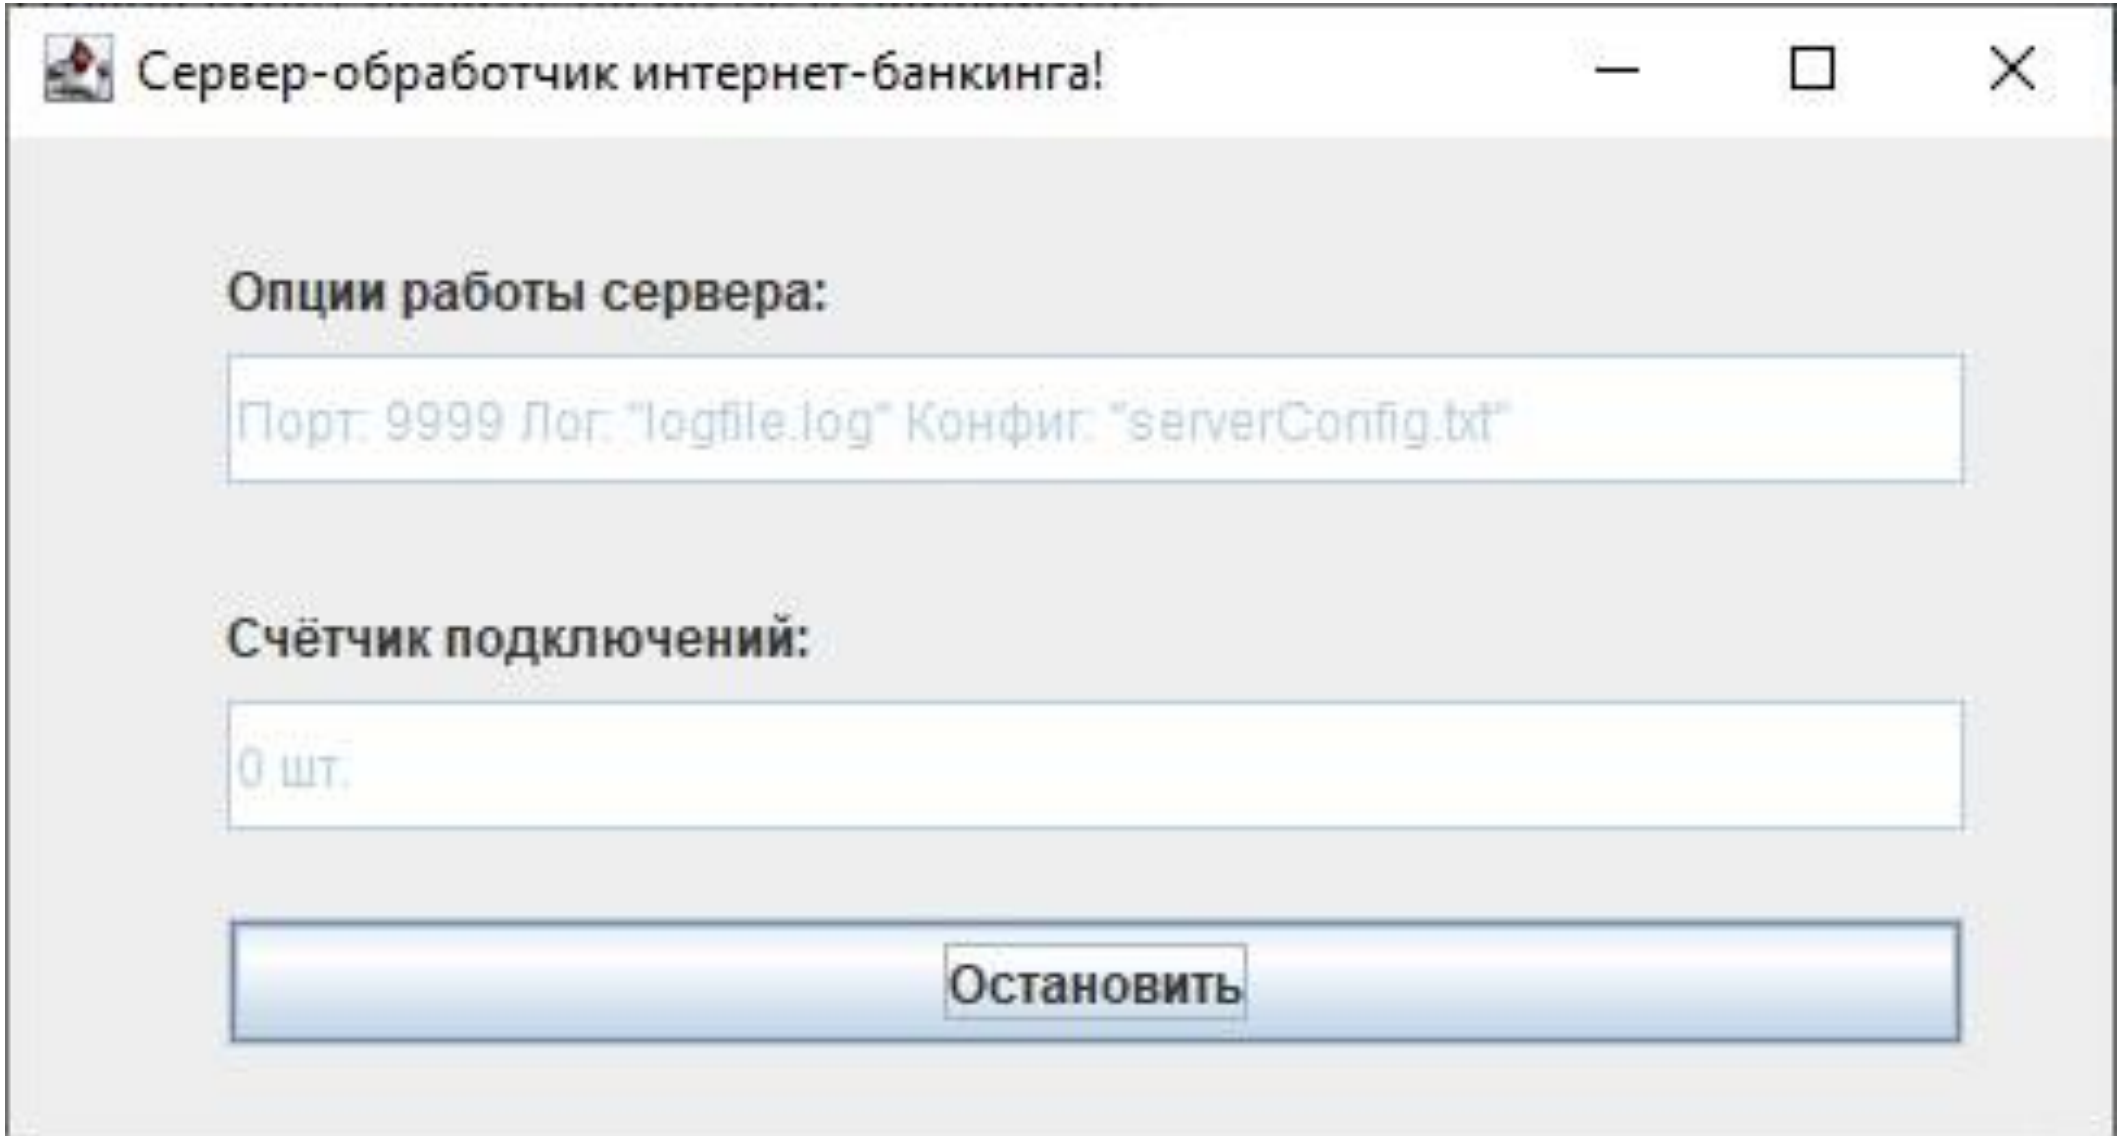 Сервер-обработчик интернет-банкинга!
Опции работы сервера:
Порт: 9999 Лог: "logfile.log" Конфиг: "serverConfig.txt"
Счётчик подключений:
0 шт.
Остановить